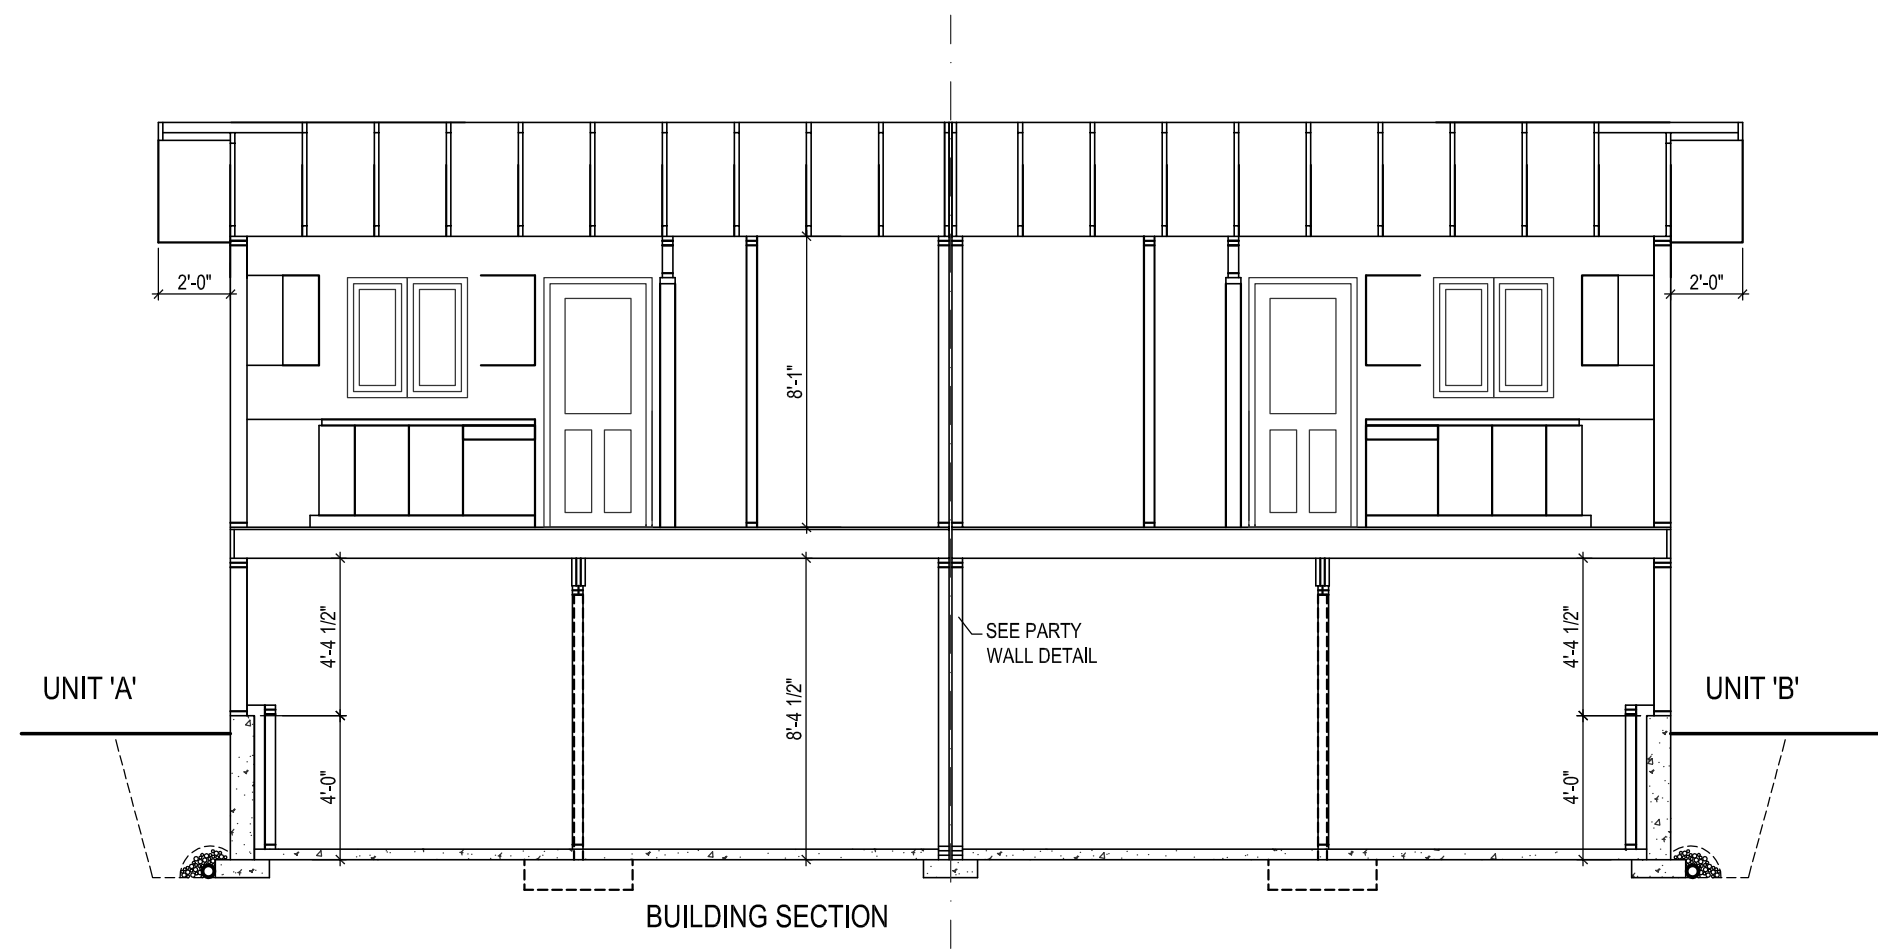 2'-0"
2'-0"
8'-1"
4'-4 1/2"
4'-4 1/2"
SEE PARTY
WALL DETAIL
UNIT 'A'
UNIT 'B'
8'-4 1/2"
4'-0"
4'-0"
BUILDING SECTION